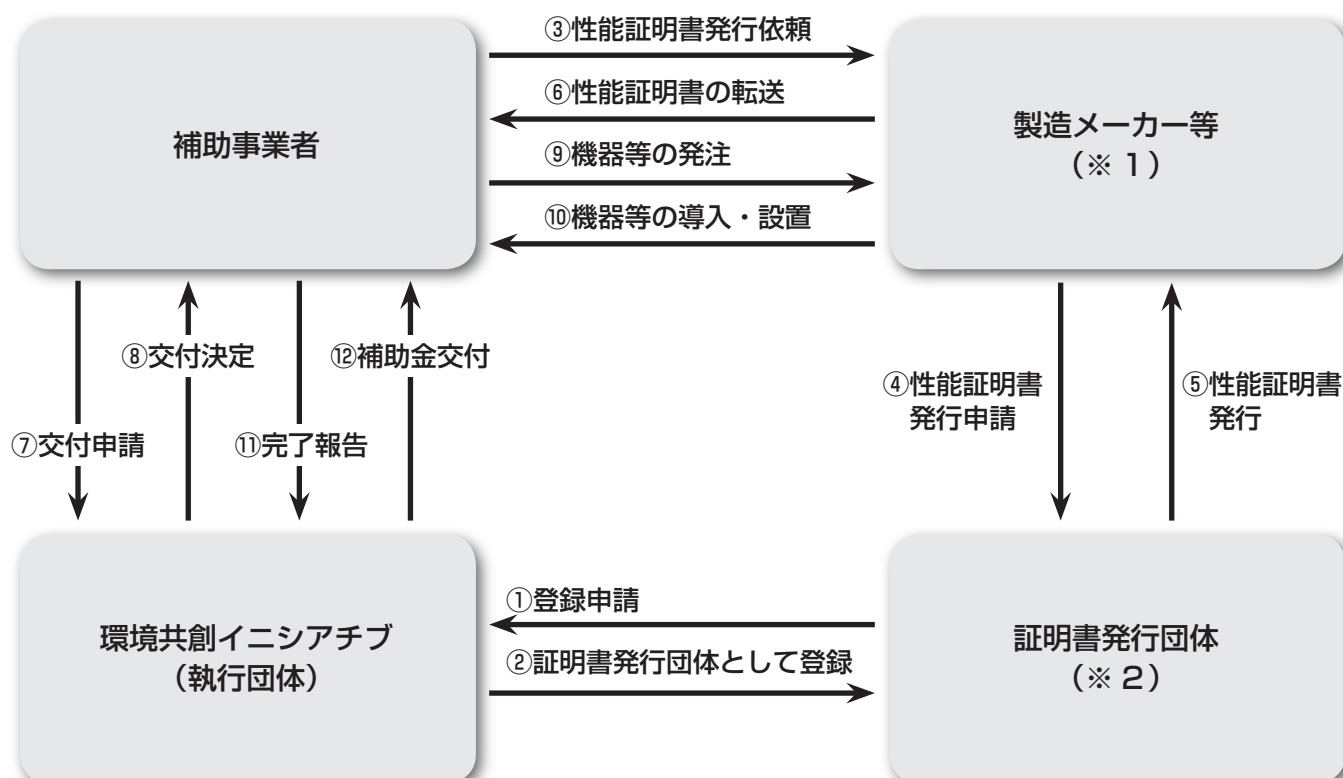 ③性能証明書発行依頼
⑥性能証明書の転送
⑨機器等の発注
⑩機器等の導入・設置
補助事業者
製造メーカー等
（※ 1）
⑧交付決定
⑫補助金交付
⑦交付申請
⑪完了報告
④性能証明書
発行申請
⑤性能証明書
発行
①登録申請
②証明書発行団体として登録
環境共創イニシアチブ
（執行団体）
証明書発行団体
（※ 2）